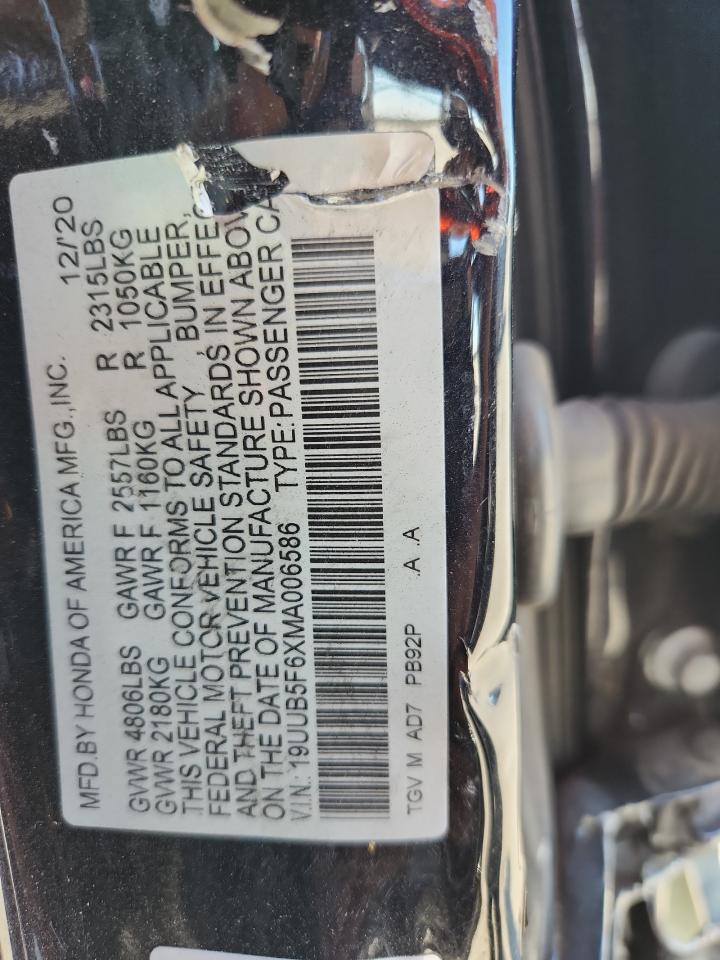 MFD.BY HONDA OF AMERICA MFG.,INC. 12/'20
GVWR 4806LBS GAWR F 2557LBS R 2315LBS
GVWR 2180KG GAWR F 1160KG R 1050KG
THIS VEHICLE CONFORMS TO ALL APPLICABLE
FEDERAL MOTOR VEHICLE SAFETY , BUMPER,
AND THEFT PREVENTION STANDARDS IN EFFEC
ON THE DATE OF MANUFACTURE SHOWN ABOV
V.I.N.: 19UUB5F6XMA006586 TYPE:PASSENGER CA
TGV M AD7 PB92P .A .A